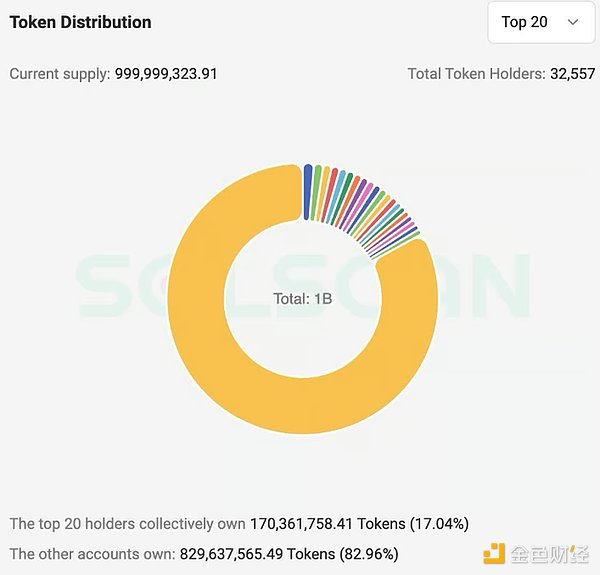 Token Distribution
Top 20
Current supply: 999,999,323.91
Total Token Holders: 32,557
SOLSCAN
Total: 1B
The top 20 holders collectively own 170,361,758.41 Tokens (17.04%)
The other accounts own: 829,637,565.49 Tokens (82.96%)
金色财经